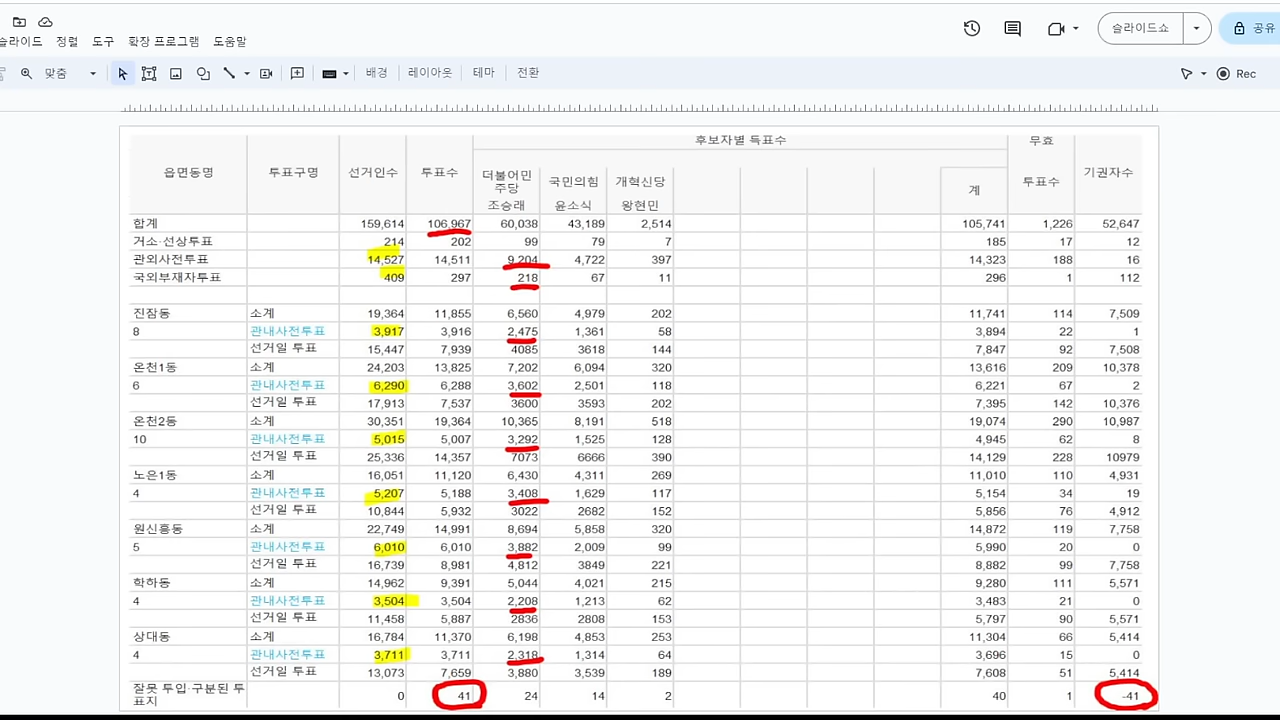 슬라이드 정렬 도구 확장 프로그램 도움말
슬라이드쇼 공유
맞춤 배경 레이아웃 테마 전환 Rec
읍면동명 투표구명 선거인수 투표수 후보자별 득표수 무효 투표수 기권자수
더불어민주당 조승래 국민의힘 윤소식 개혁신당 왕현민 계
합계 159,614 106,967 60,038 43,189 2,514 105,741 1,226 52,647
거소·선상투표 214 202 99 79 7 185 17 12
관외사전투표 14,527 14,511 9,204 4,722 397 14,323 188 16
국외부재자투표 409 297 218 67 11 296 1 112
진잠동 소계 19,364 11,855 6,560 4,979 202 11,741 114 7,509
8 관내사전투표 3,917 3,916 2,475 1,361 58 3,894 22 1
선거일 투표 15,447 7,939 4085 3618 144 7,847 92 7,508
온천1동 소계 24,203 13,825 7,202 6,094 320 13,616 209 10,378
6 관내사전투표 6,290 6,288 3,602 2,501 118 6,221 67 2
선거일 투표 17,913 7,537 3600 3593 202 7,395 142 10,376
온천2동 소계 30,351 19,364 10,365 8,191 518 19,074 290 10,987
10 관내사전투표 5,015 5,007 3,292 1,525 128 4,945 62 8
선거일 투표 25,336 14,357 7073 6666 390 14,129 228 10979
노은1동 소계 16,051 11,120 6,430 4,311 269 11,010 110 4,931
4 관내사전투표 5,207 5,188 3,408 1,629 117 5,154 34 19
선거일 투표 10,844 5,932 3022 2682 152 5,856 76 4,912
원신흥동 소계 22,749 14,991 8,694 5,858 320 14,872 119 7,758
5 관내사전투표 6,010 6,010 3,882 2,009 99 5,990 20 0
선거일 투표 16,739 8,981 4,812 3849 221 8,882 99 7,758
학하동 소계 14,962 9,391 5,044 4,021 215 9,280 111 5,571
4 관내사전투표 3,504 3,504 2,208 1,213 62 3,483 21 0
선거일 투표 11,458 5,887 2836 2808 153 5,797 90 5,571
상대동 소계 16,784 11,370 6,198 4,853 253 11,304 66 5,414
4 관내사전투표 3,711 3,711 2,318 1,314 64 3,696 15 0
선거일 투표 13,073 7,659 3,880 3,539 189 7,608 51 5,414
잘못 투입·구분된 투표지 0 41 24 14 2 40 1 -41